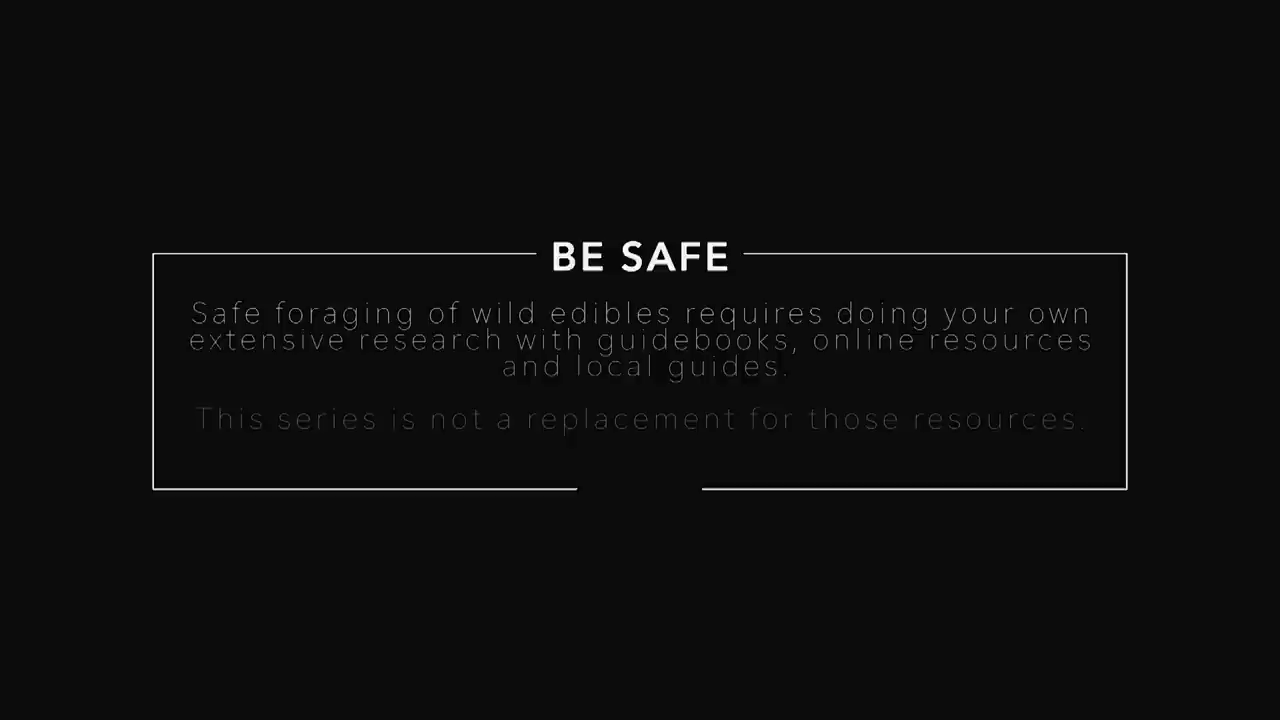 BE SAFE
Safe foraging of wild edibles requires doing your own
extensive research with guidebooks, online resources
and local guides.
This series is not a replacement for those resources.